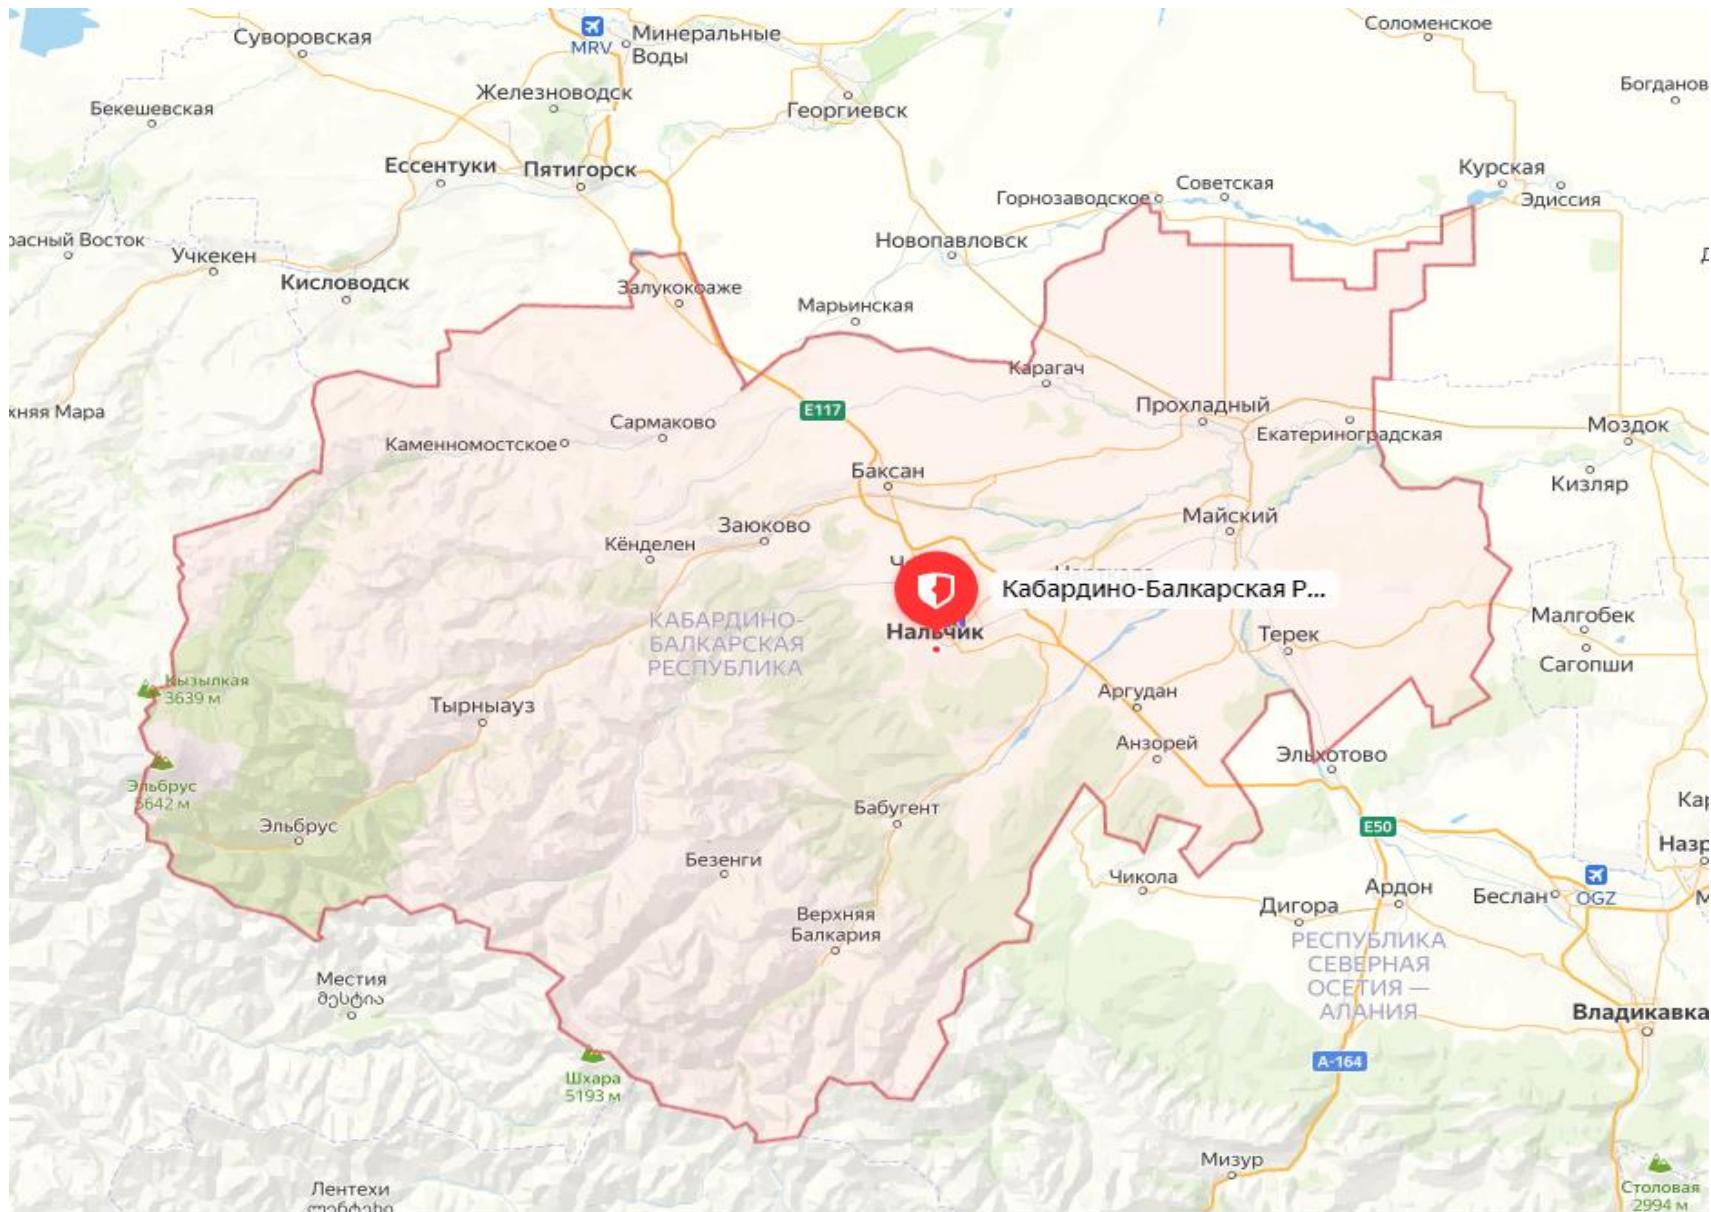 Соломенское
Суворовская
MRV
Минеральные
Воды
Железноводск
Бекешевская
Георгиевск
Ессентуки
Пятигорск
Курская
Эдиссия
Горнозаводское
Советская
Новопавловск
Учкекен
Кисловодск
Залукокоаже
Марьинская
Карагач
E117
Сармаково
Каменномостское
Прохладный
Екатериноградская
Моздок
Кизляр
Баксан
Заюково
Кёнделен
Майский
Кабардино-Балкарская Р...
КАБАРДИНО-
БАЛКАРСКАЯ
РЕСПУБЛИКА
Нальчик
Терек
Малгобек
Сагопши
Кызылкая
3639 м
Тырныауз
Аргудан
Анзорей
Эльхотово
Эльбрус
5642 м
Эльбрус
Бабугент
E50
Безенги
Чикола
Ардон
Беслан
OGZ
Дигора
Верхняя
Балкария
РЕСПУБЛИКА
СЕВЕРНАЯ
ОСЕТИЯ —
АЛАНИЯ
Местия
მესტია
Владикавка
Шхара
5193 м
А-164
Мизур
Столовая
2994 м
Лентехи